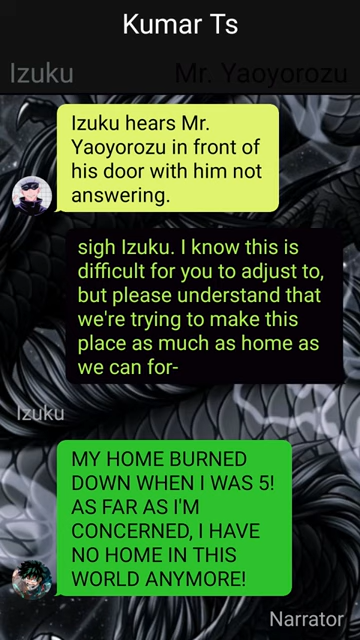 Kumar Ts
Izuku
Mr. Yaoyorozu
Izuku hears Mr.
Yaoyorozu in front of
his door with him not
answering.
sigh Izuku. I know this is
difficult for you to adjust to,
but please understand that
we're trying to make this
place as much as home as
we can for-
Izuku
MY HOME BURNED
DOWN WHEN I WAS 5!
AS FAR AS I'M
CONCERNED, I HAVE
NO HOME IN THIS
WORLD ANYMORE!
Narrator